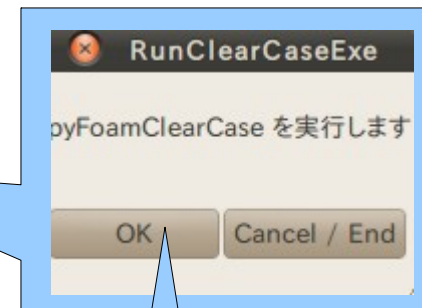 RunClearCaseExe
pyFoamClearCase を実行します
OK
Cancel / End